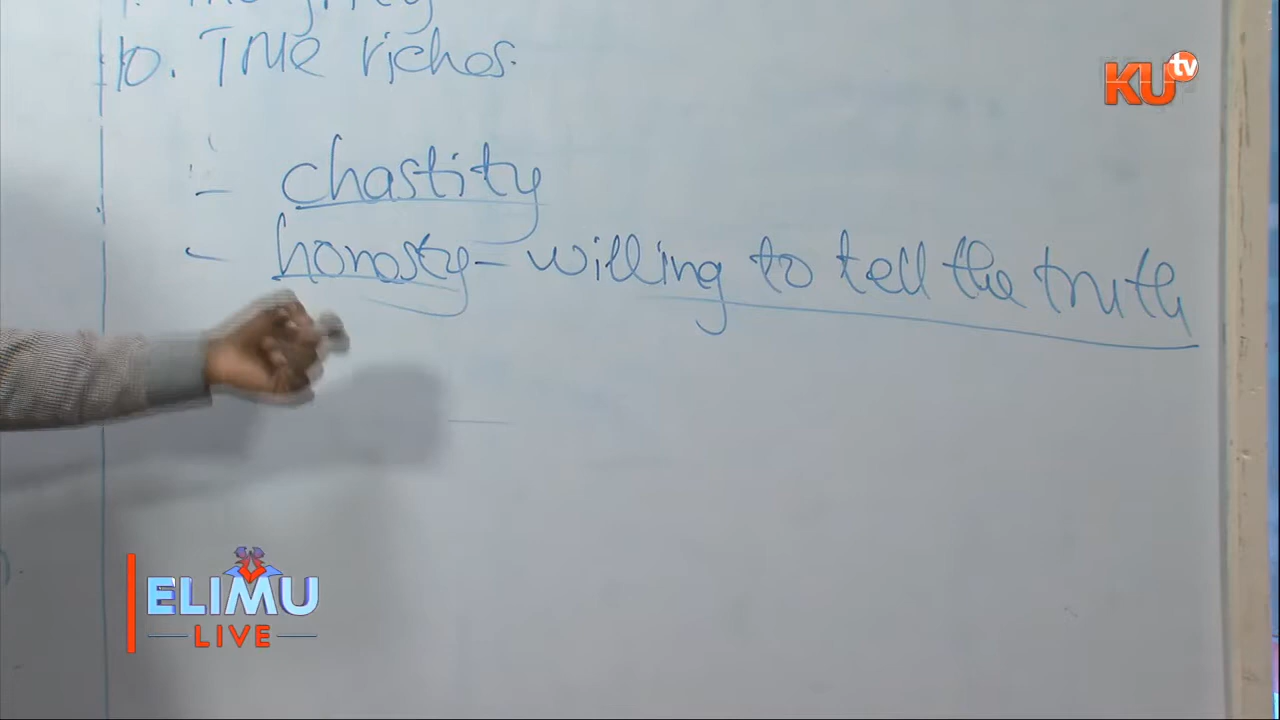 10. True riches.
- chastity
- honesty - willing to tell the truth
KU tv
ELIMU
LIVE